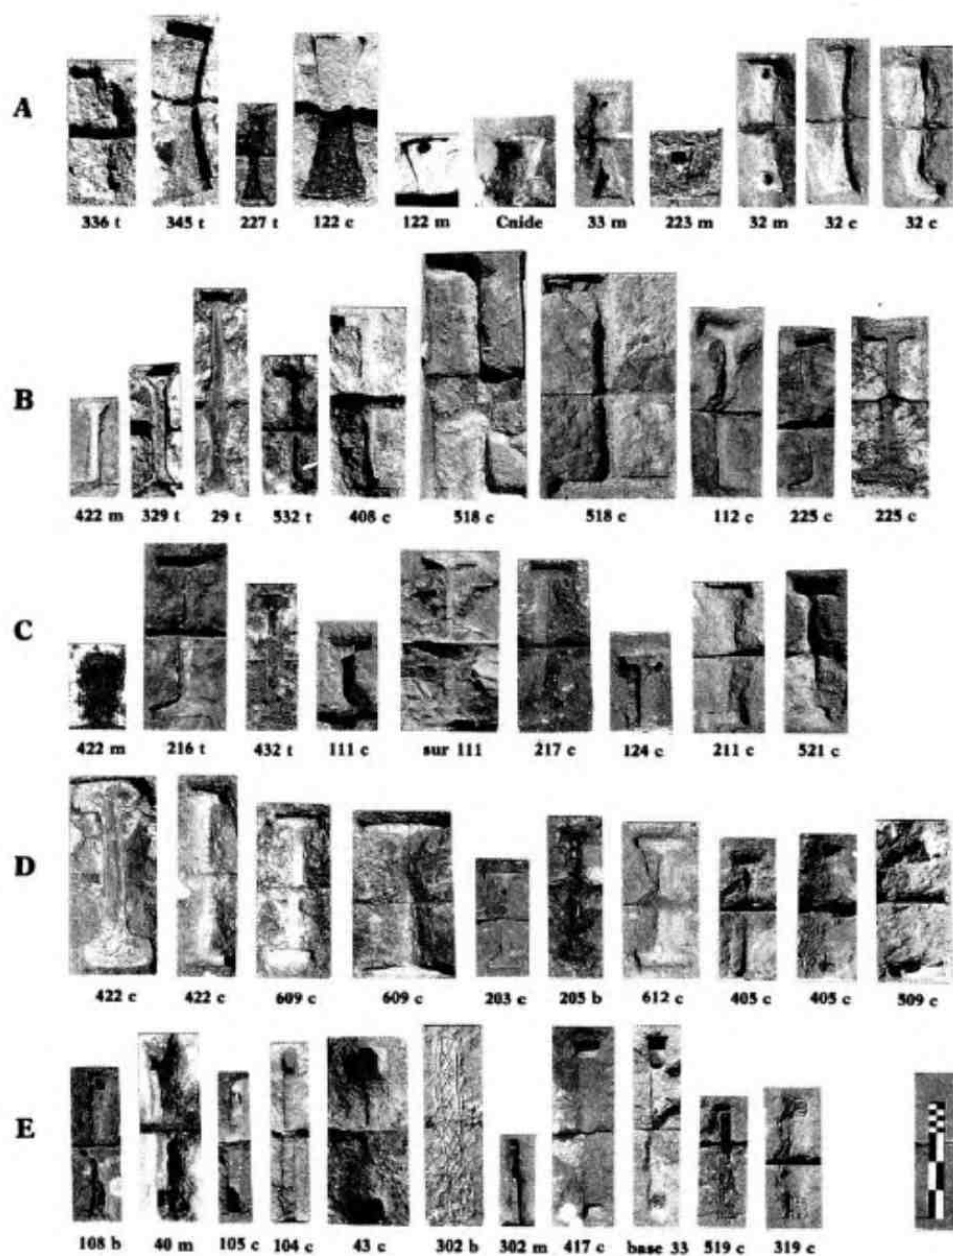 A
336 t 345 t 227 t 122 c 122 m Cnide 33 m 223 m 32 m 32 c 32 c
B
422 m 329 t 29 t 532 t 408 c 518 c 518 c 112 c 225 c 225 c
C
422 m 216 t 432 t 111 c sur 111 217 c 124 c 211 c 521 c
D
422 c 422 c 609 c 609 c 203 c 205 b 612 c 405 c 405 c 509 c
E
108 b 40 m 105 c 104 c 43 c 302 b 302 m 417 c base 33 519 c 319 c